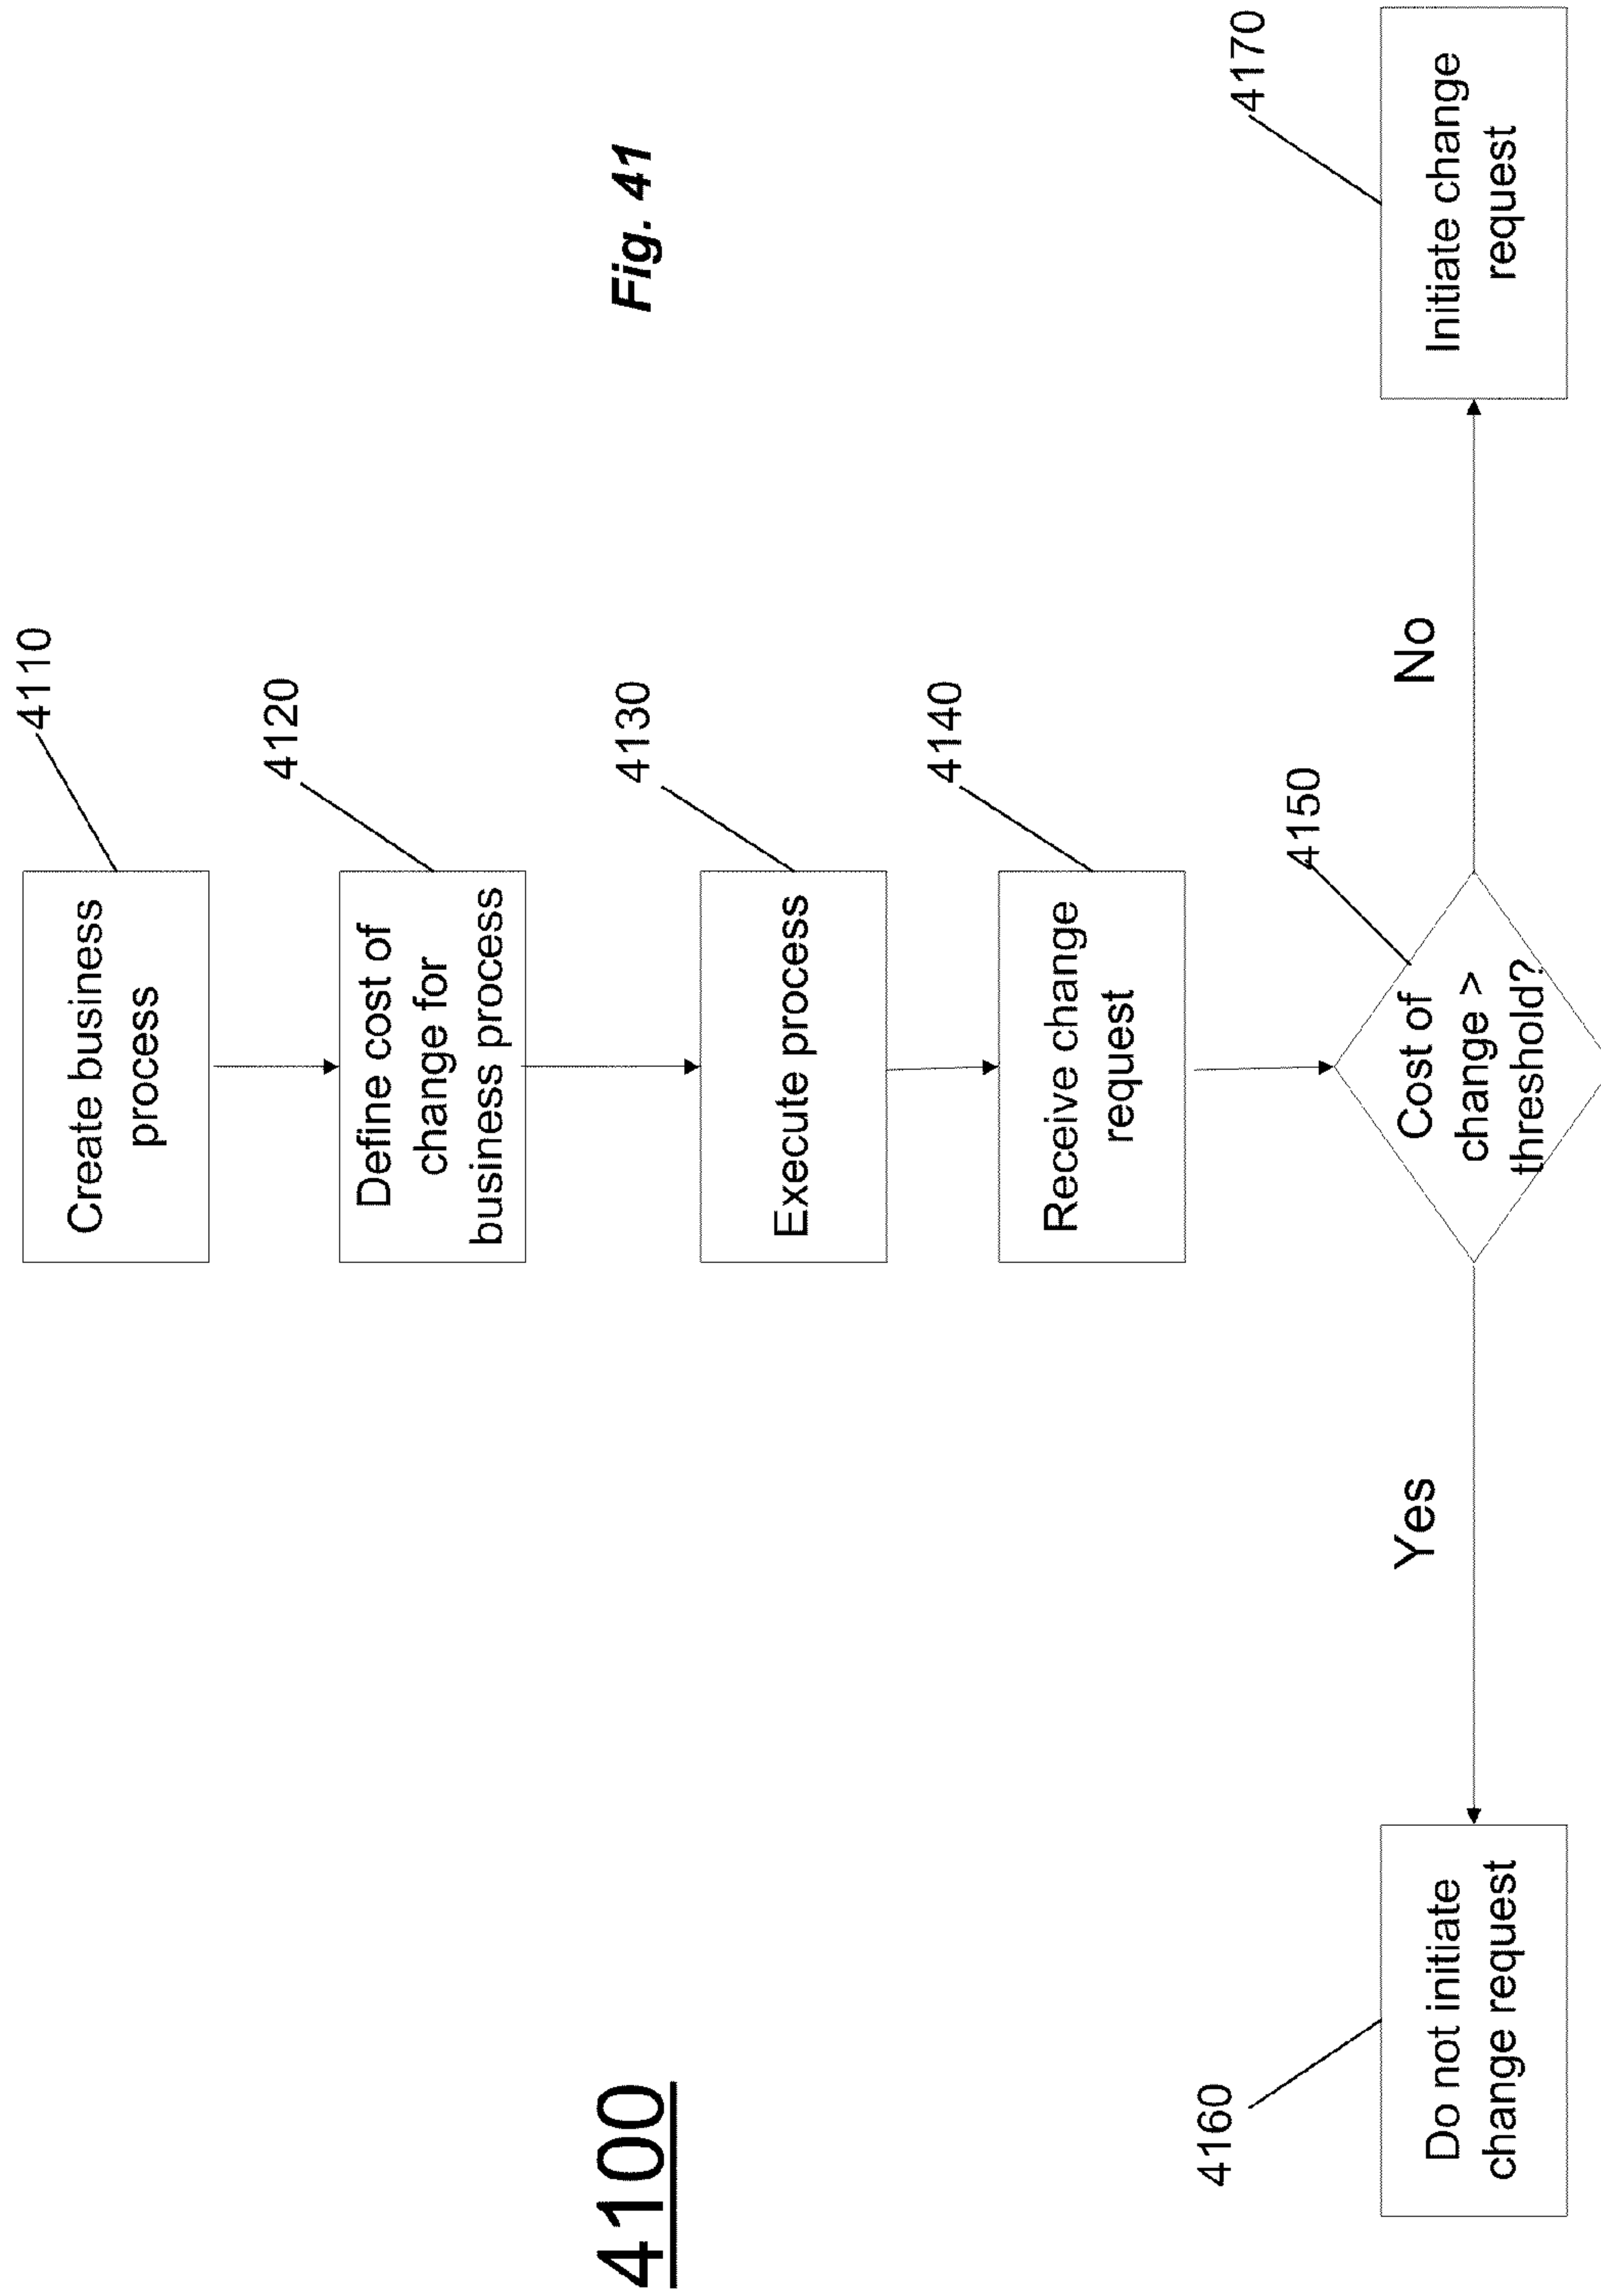 4110
Create business
process
4120
Define cost of
change for
business process
4130
Execute process
4140
Receive change
request
4100
Fig. 41
4150
Cost of
change >
threshold?
Yes
No
4160
Do not initiate
change request
4170
Initiate change
request